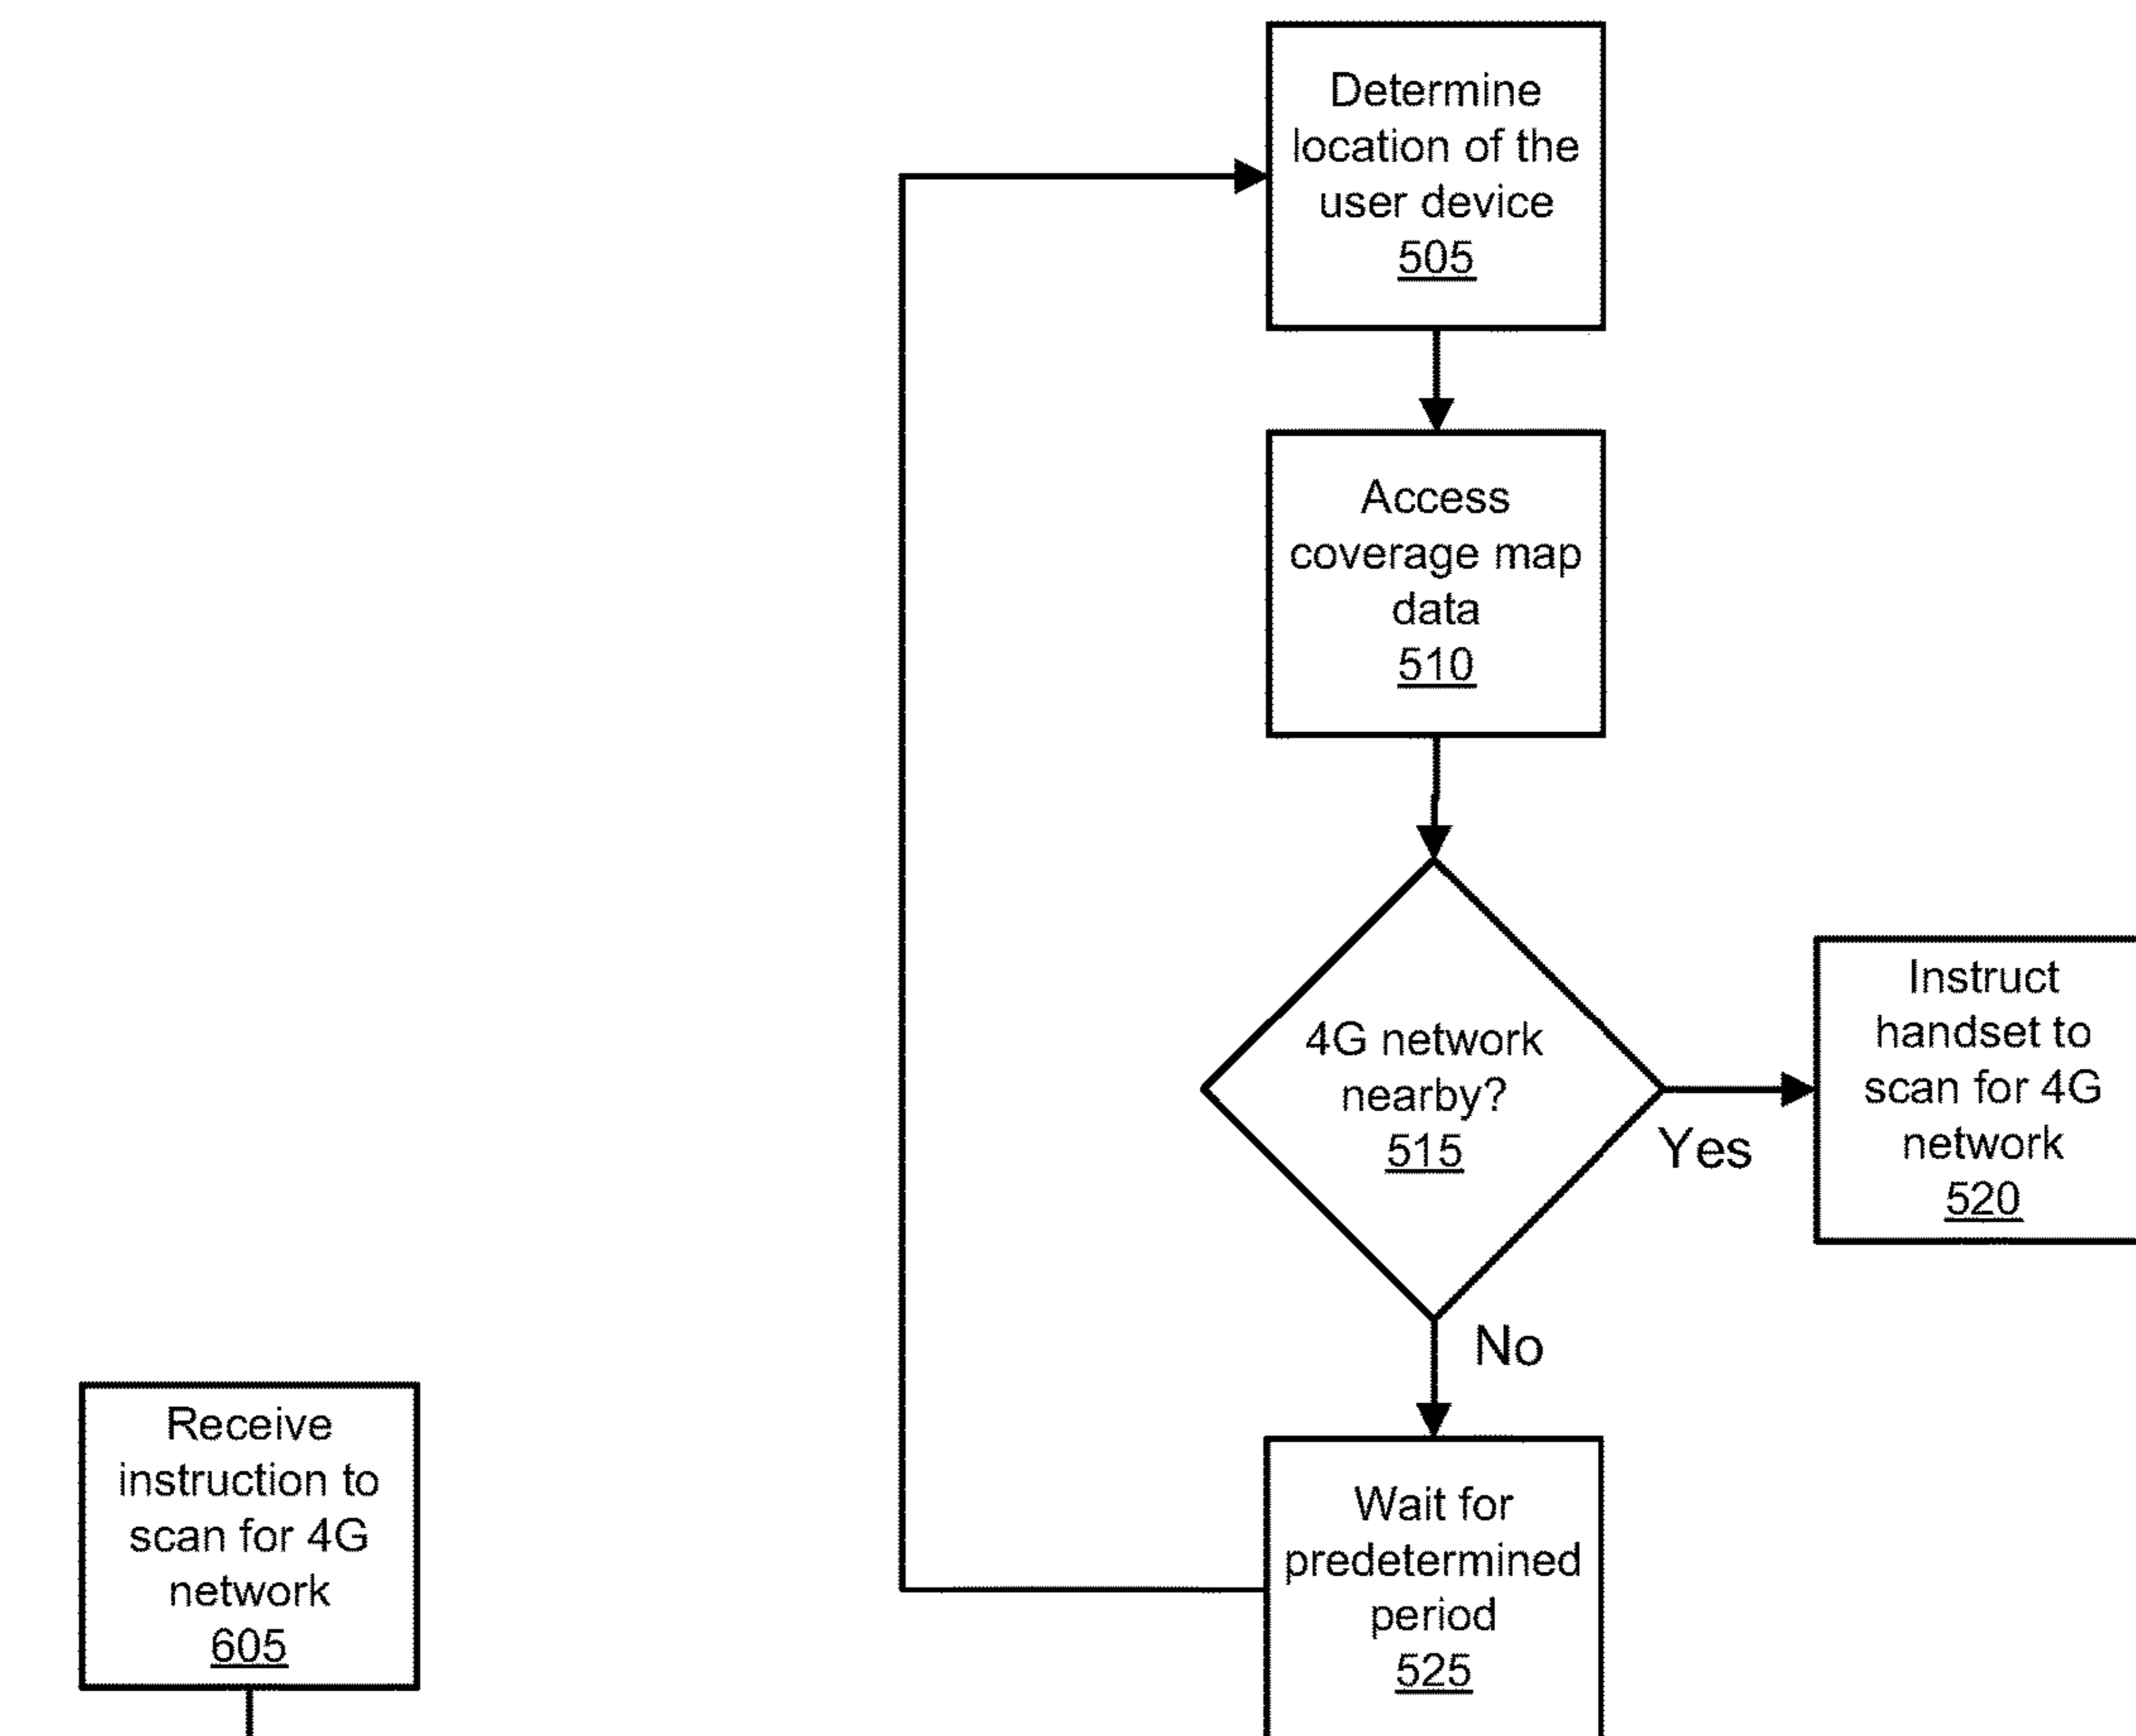 Determine
location of the
user device
505
Access
coverage map
data
510
4G network
nearby?
515
Yes
Instruct
handset to
scan for 4G
network
520
No
Wait for
predetermined
period
525
Receive
instruction to
scan for 4G
network
605